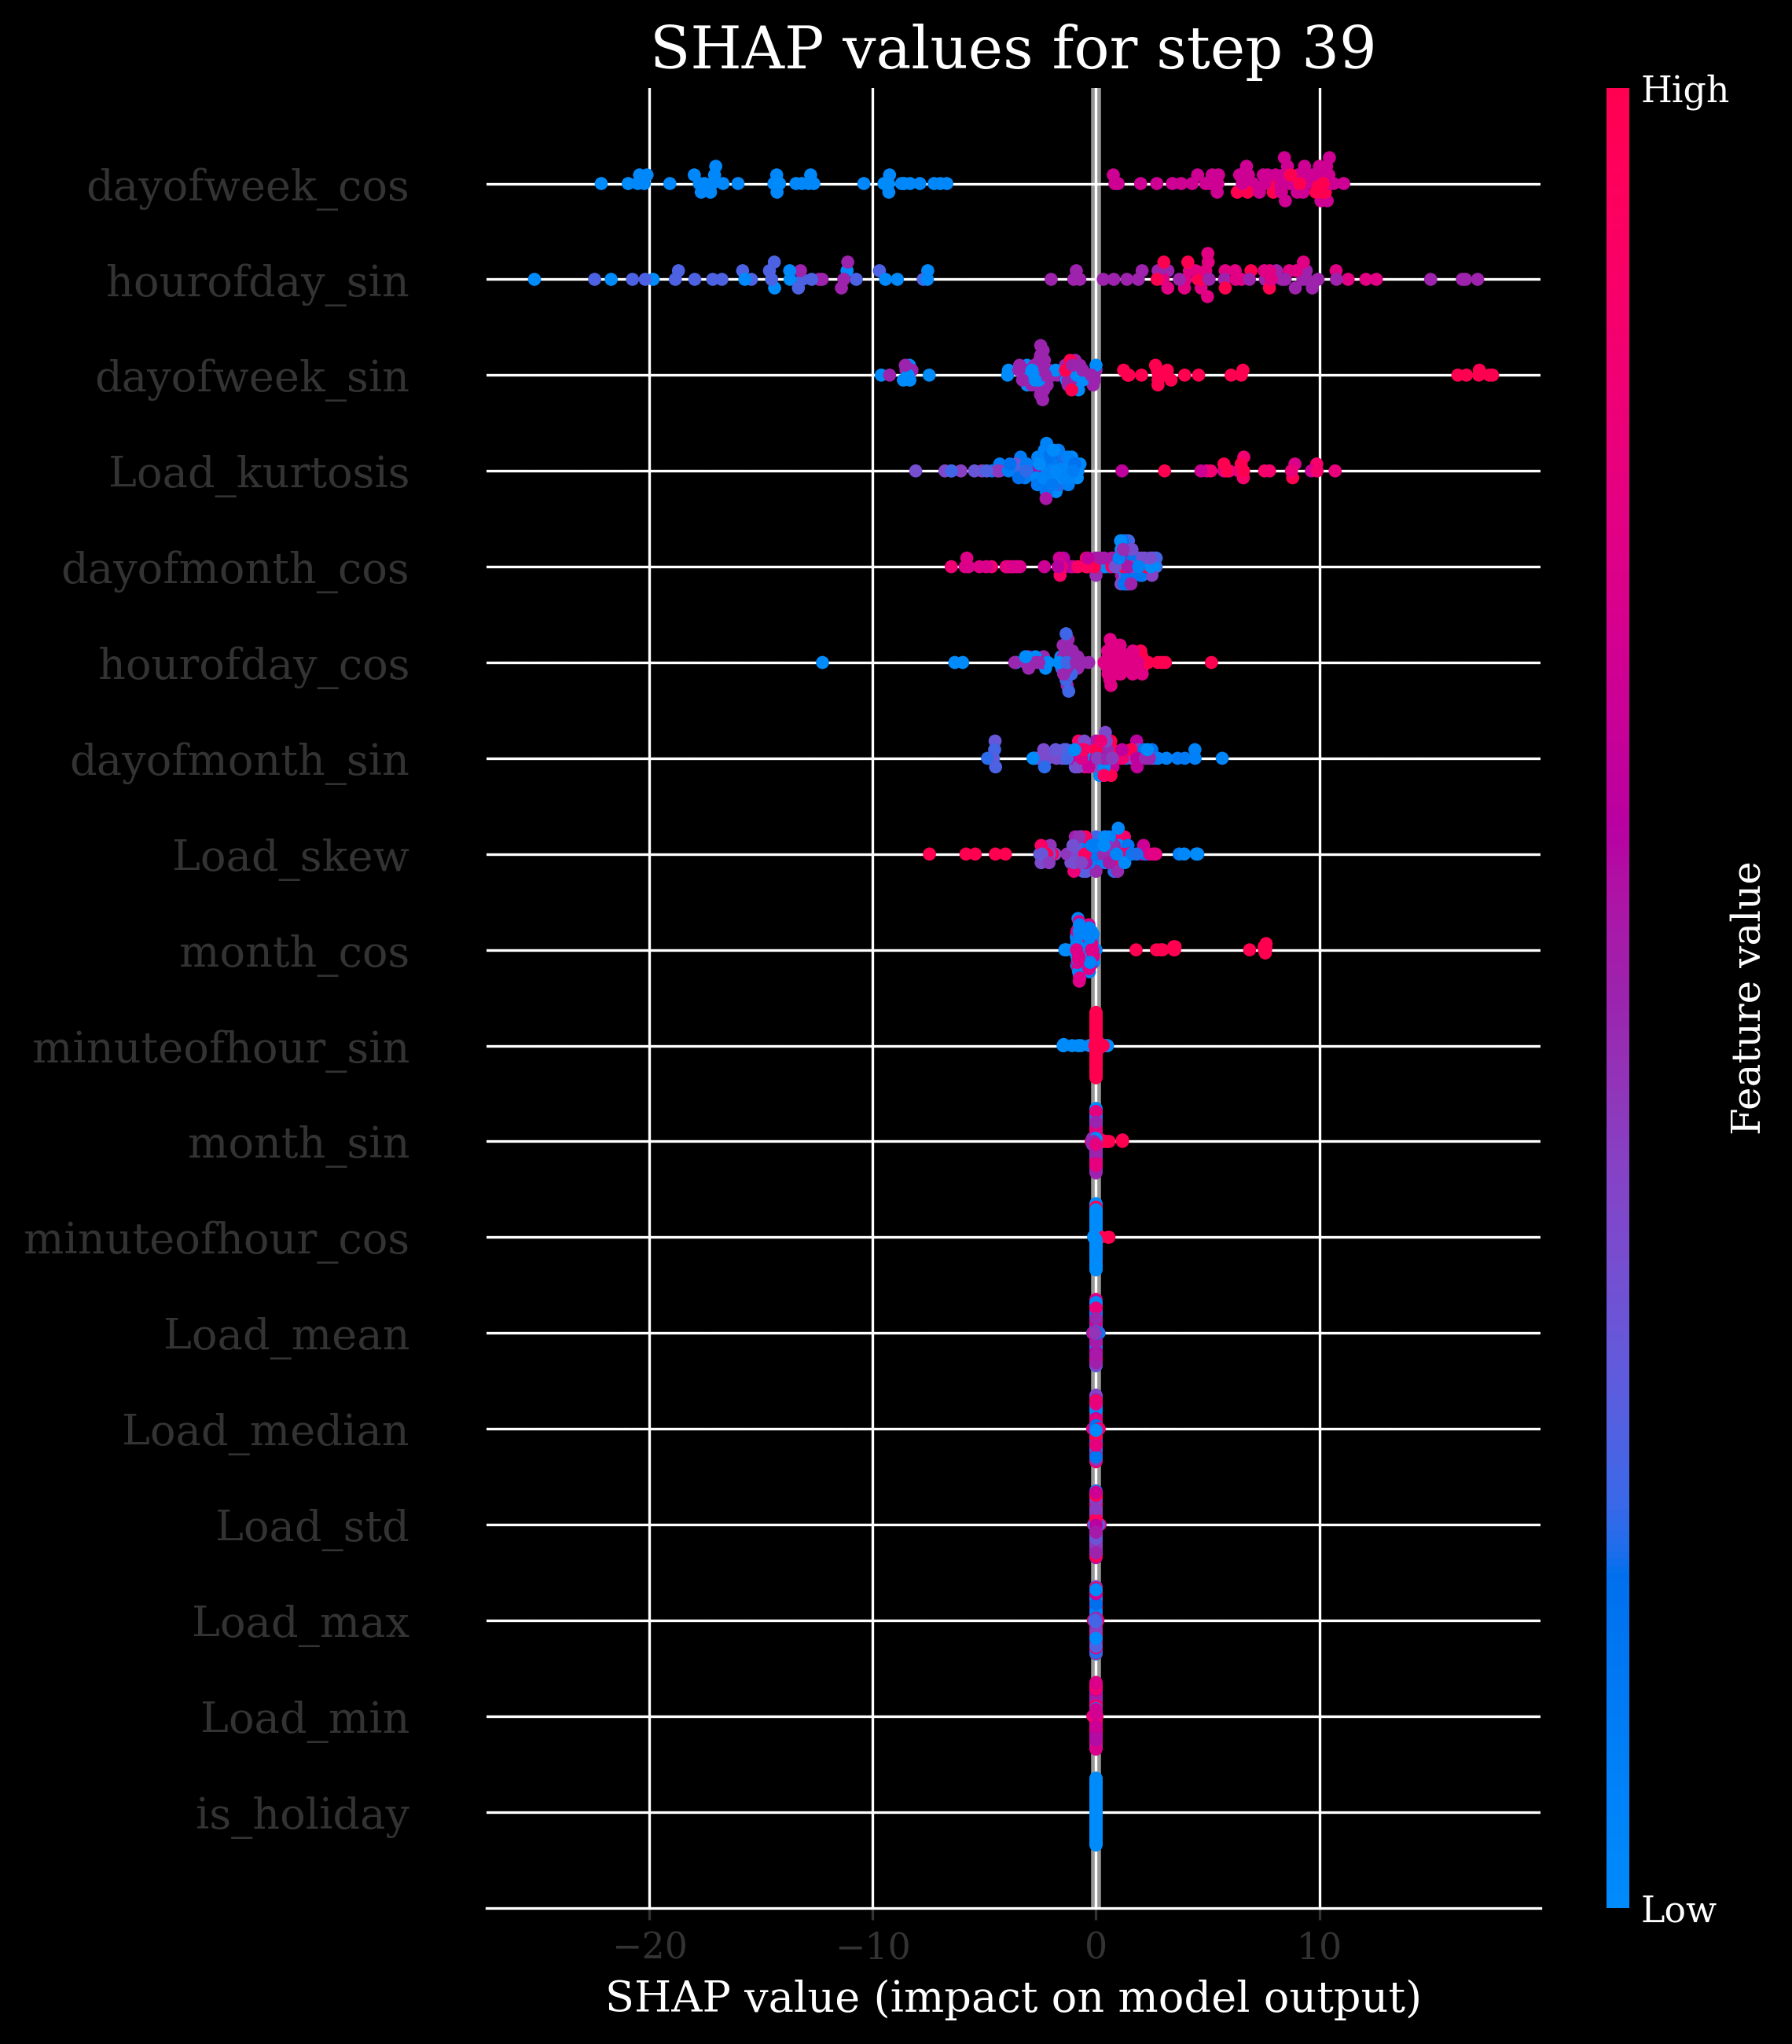 SHAP values for step 39
High
dayofweek_cos
hourofday_sin
dayofweek_sin
Load_kurtosis
dayofmonth_cos
hourofday_cos
dayofmonth_sin
Load_skew
month_cos
minuteofhour_sin
month_sin
minuteofhour_cos
Load_mean
Load_median
Load_std
Load_max
Load_min
is_holiday
Feature value
Low
−20 −10 0 10
SHAP value (impact on model output)